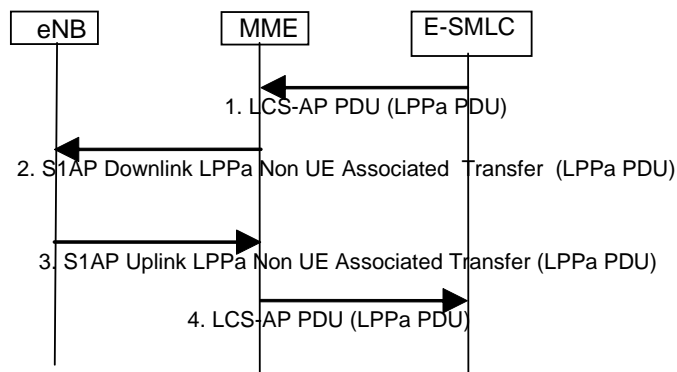 eNB
MME
E-SMLC
1. LCS-AP PDU (LPPa PDU)
2. S1AP Downlink LPPa Non UE Associated Transfer (LPPa PDU)
3. S1AP Uplink LPPa Non UE Associated Transfer (LPPa PDU)
4. LCS-AP PDU (LPPa PDU)